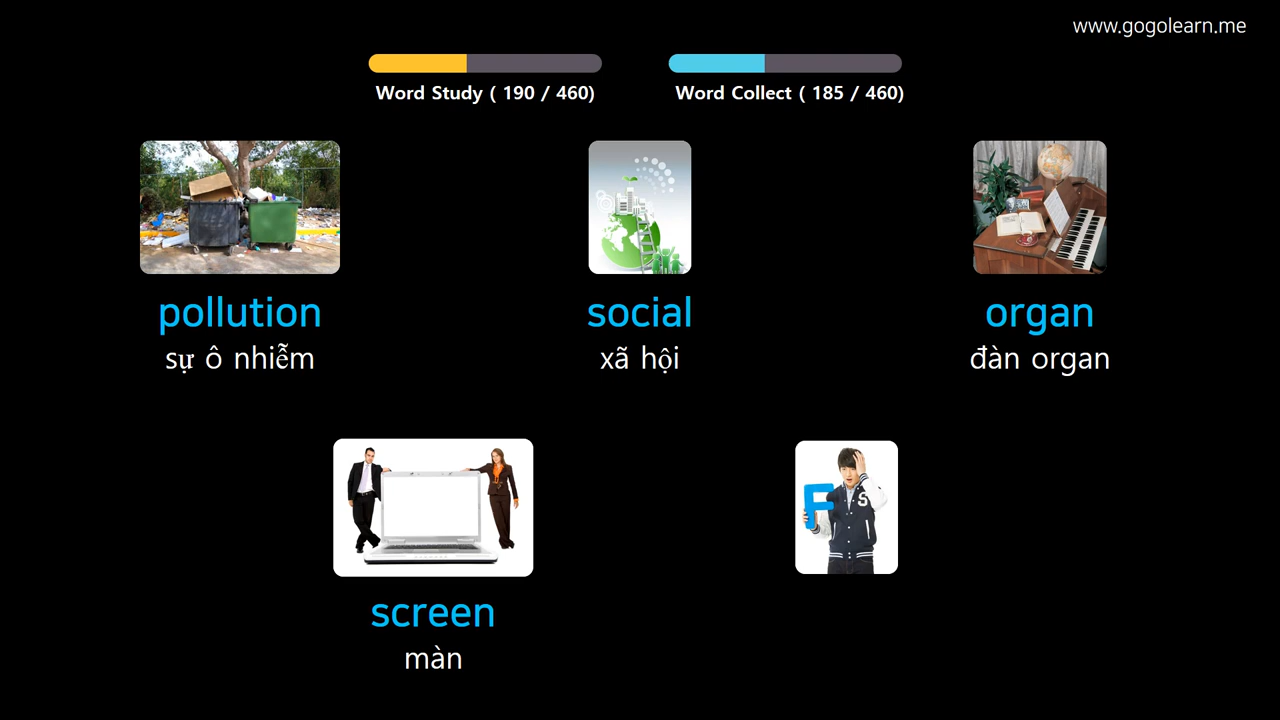 www.gogolearn.me
Word Study ( 190 / 460)
Word Collect ( 185 / 460)
pollution
sự ô nhiễm
social
xã hội
organ
đàn organ
F S
screen
màn